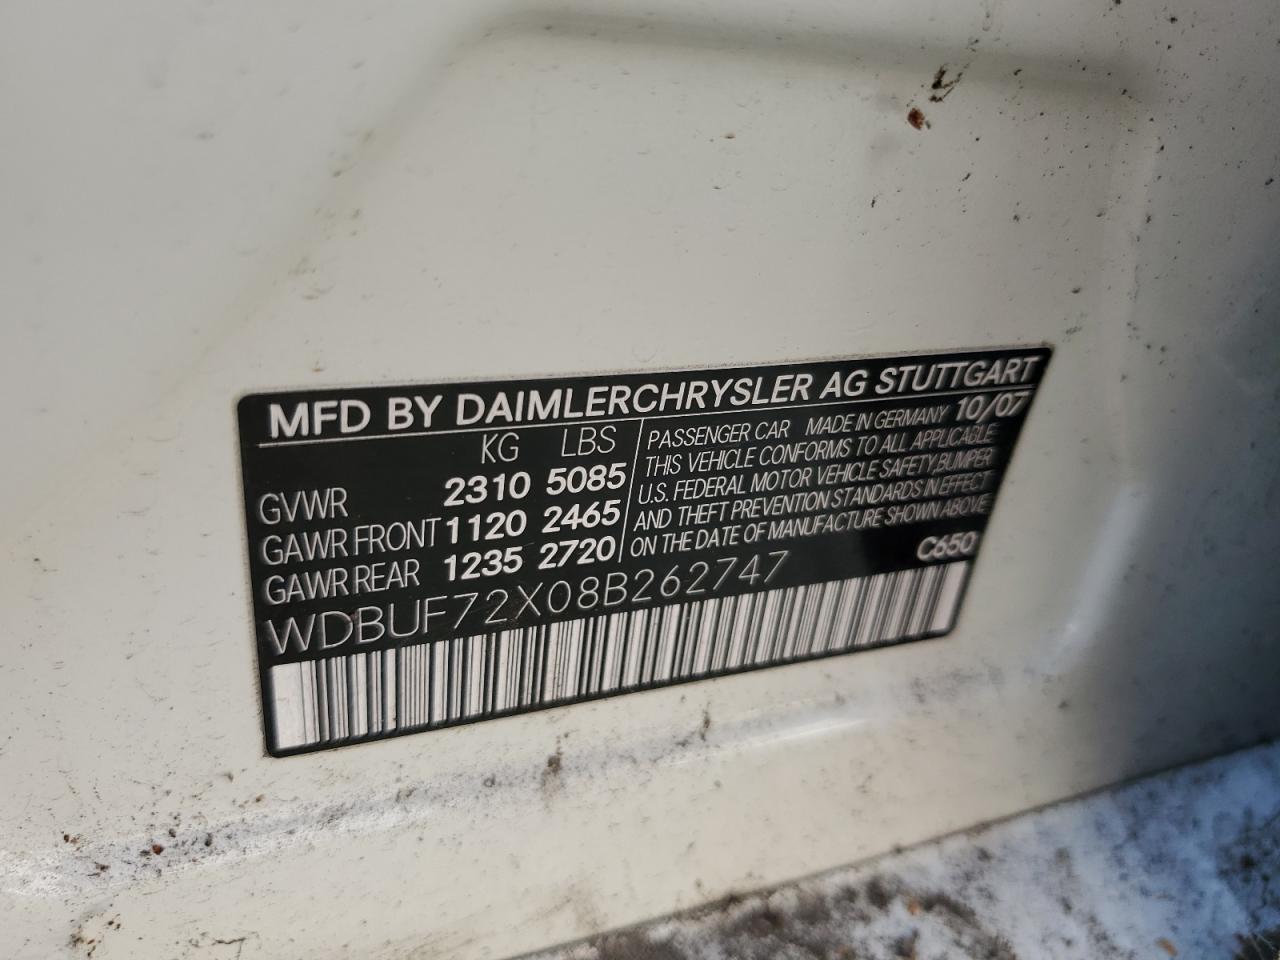 MFD BY DAIMLERCHRYSLER AG STUTTGART
KG LBS
GVWR 2310 5085
GAWR FRONT 1120 2465
GAWR REAR 1235 2720
PASSENGER CAR MADE IN GERMANY 10/07
THIS VEHICLE CONFORMS TO ALL APPLICABLE
U.S. FEDERAL MOTOR VEHICLE SAFETY,BUMPER
AND THEFT PREVENTION STANDARDS IN EFFECT
ON THE DATE OF MANUFACTURE SHOWN ABOVE
C650
WDBUF72X08B262747